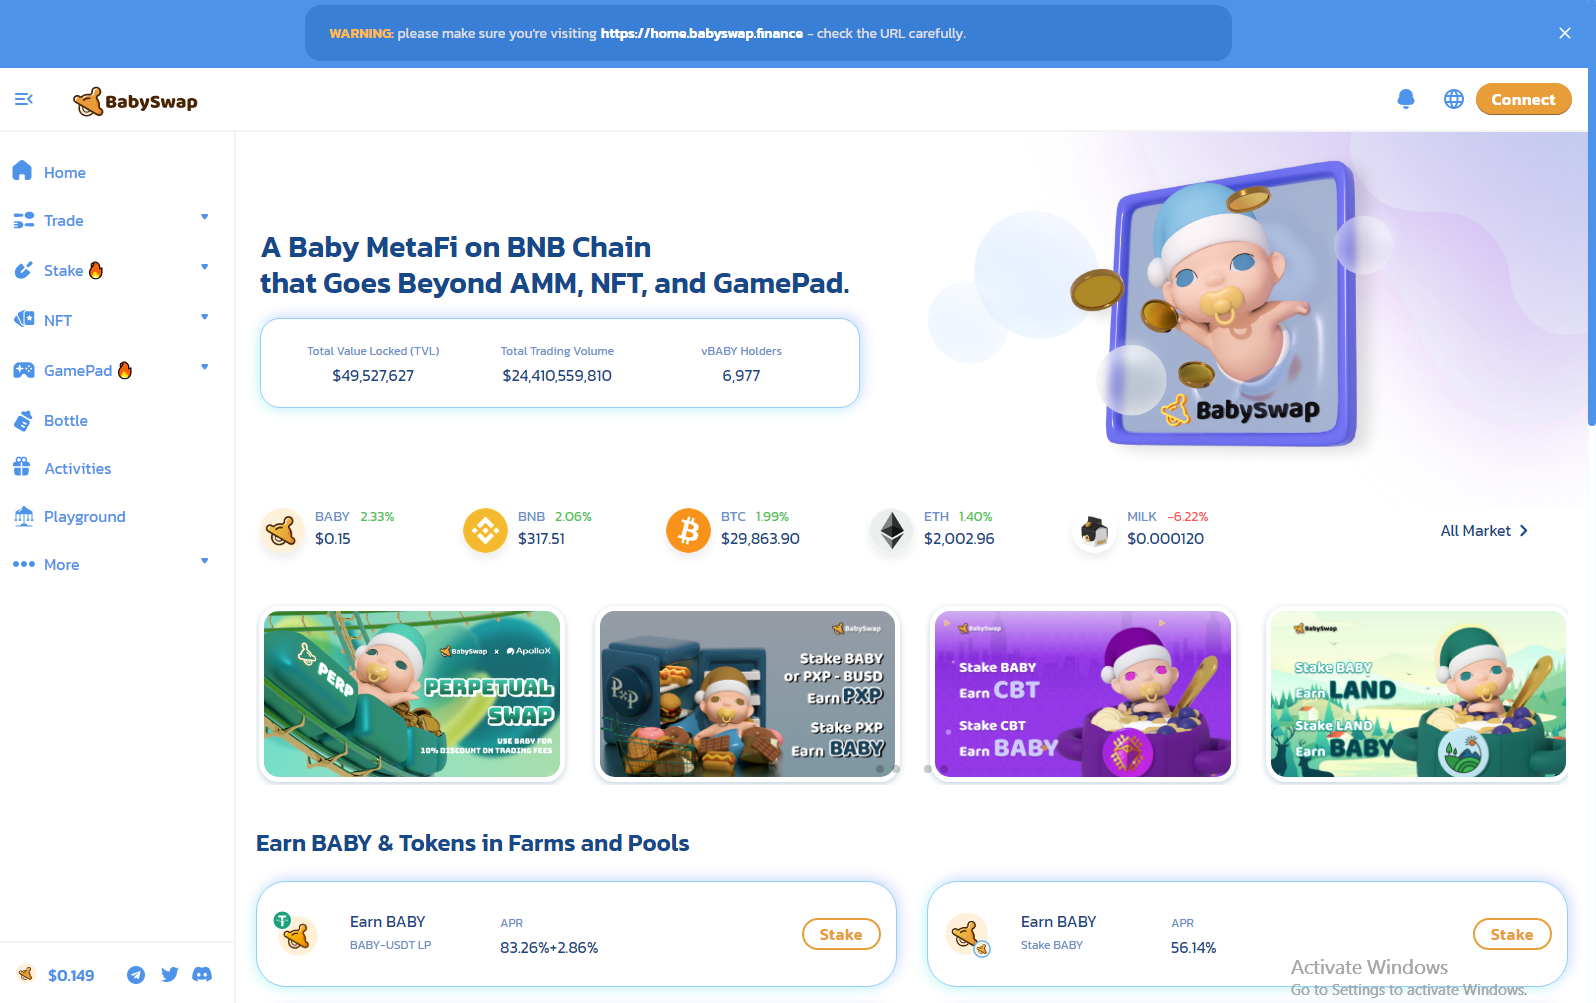 WARNING: please make sure you're visiting https://home.babyswap.finance - check the URL carefully.
BabySwap
Connect
Home
Trade
Stake
NFT
GamePad
Bottle
Activities
Playground
More
$0.149
A Baby MetaFi on BNB Chain
that Goes Beyond AMM, NFT, and GamePad.
Total Value Locked (TVL)
$49,527,627
Total Trading Volume
$24,410,559,810
vBABY Holders
6,977
BabySwap
BABY 2.33%
$0.15
BNB 2.06%
$317.51
BTC 1.99%
$29,863.90
ETH 1.40%
$2,002.96
MILK -6.22%
$0.000120
All Market
BabySwap x ApolloX
PERP
PERPETUAL
SWAP
USE BABY FOR
10% DISCOUNT ON TRADING FEES
BabySwap
PxP
Stake BABY
or PXP - BUSD
Earn PXP
Stake PXP
Earn BABY
BabySwap
Stake BABY
Earn CBT
Stake CBT
Earn BABY
BabySwap
Stake BABY
Earn LAND
Stake LAND
Earn BABY
Earn BABY & Tokens in Farms and Pools
Earn BABY
BABY-USDT LP
APR
83.26%+2.86%
Stake
Earn BABY
Stake BABY
APR
56.14%
Stake
Activate Windows
Go to Settings to activate Windows.